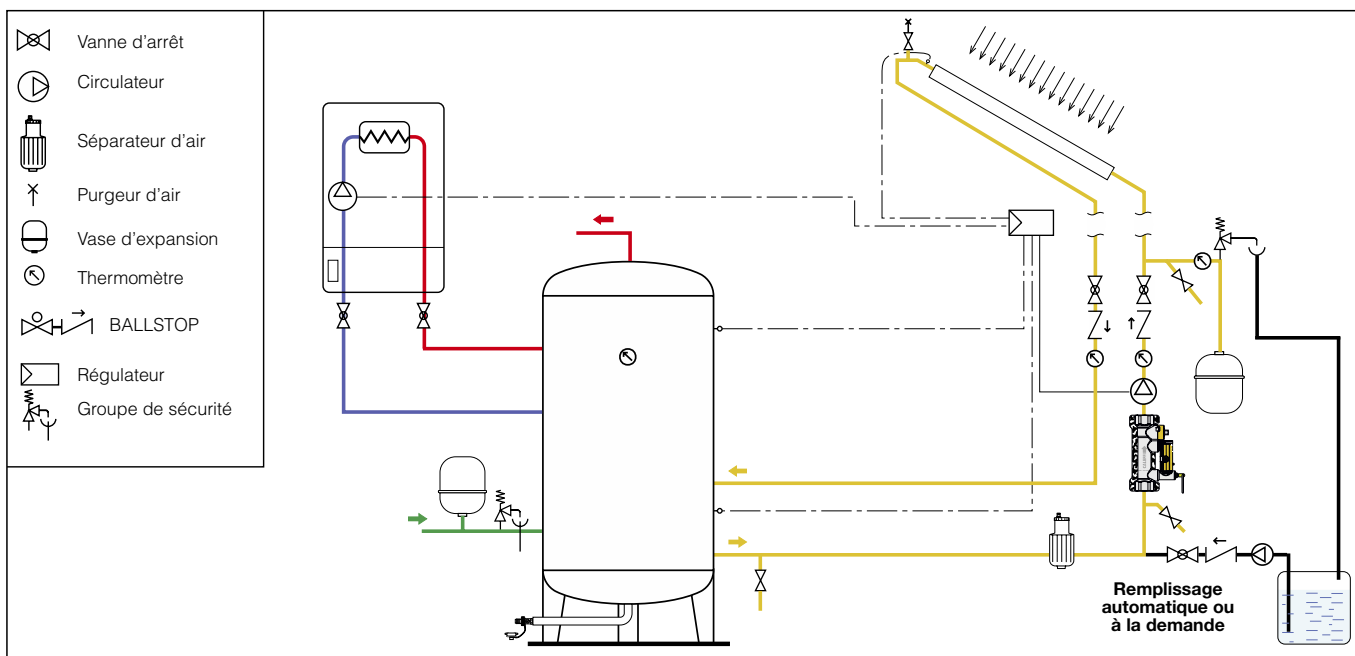 Vanne d'arrêt
Circulateur
Séparateur d'air
Purgeur d'air
Vase d'expansion
Thermomètre
BALLSTOP
Régulateur
Groupe de sécurité
Remplissage
automatique ou
à la demande